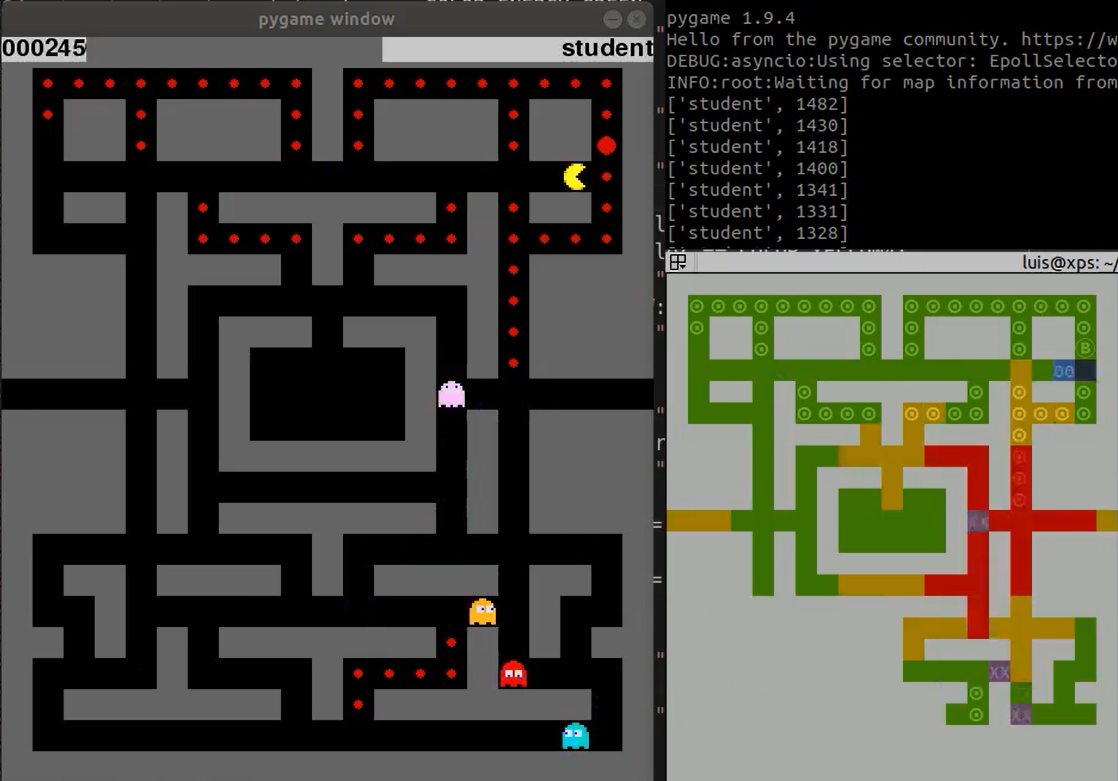 pygame window
000245
student
pygame 1.9.4
Hello from the pygame community. https://w
DEBUG:asyncio:Using selector: EpollSelecto
INFO:root:Waiting for map information from
['student', 1482]
['student', 1430]
['student', 1418]
['student', 1400]
['student', 1341]
['student', 1331]
['student', 1328]
luis@xps: ~/
B